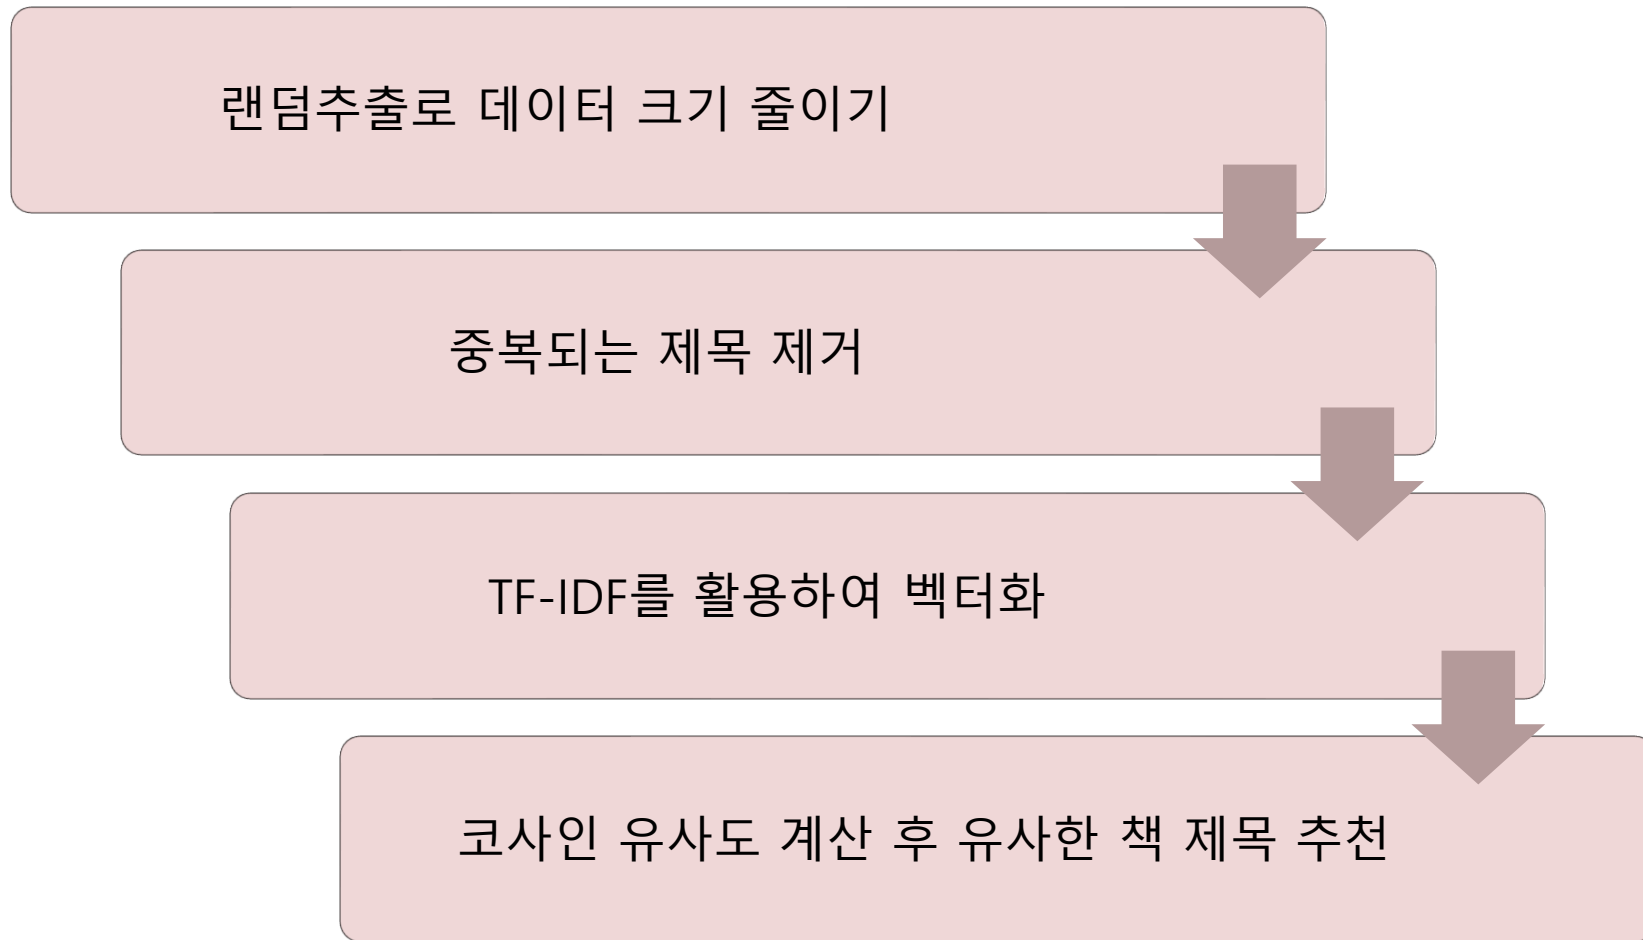 랜덤추출로 데이터 크기 줄이기
중복되는 제목 제거
TF-IDF를 활용하여 벡터화
코사인 유사도 계산 후 유사한 책 제목 추천